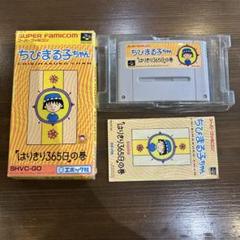 SUPER Famicom
スーパーファミコン
ちびまる子ちゃん
「はりきり365日」の巻
SHVC-GO
エポック社
ちびまる子ちゃん
「はりきり365日」の巻
ちびまる子ちゃん
「はりきり365日」の巻